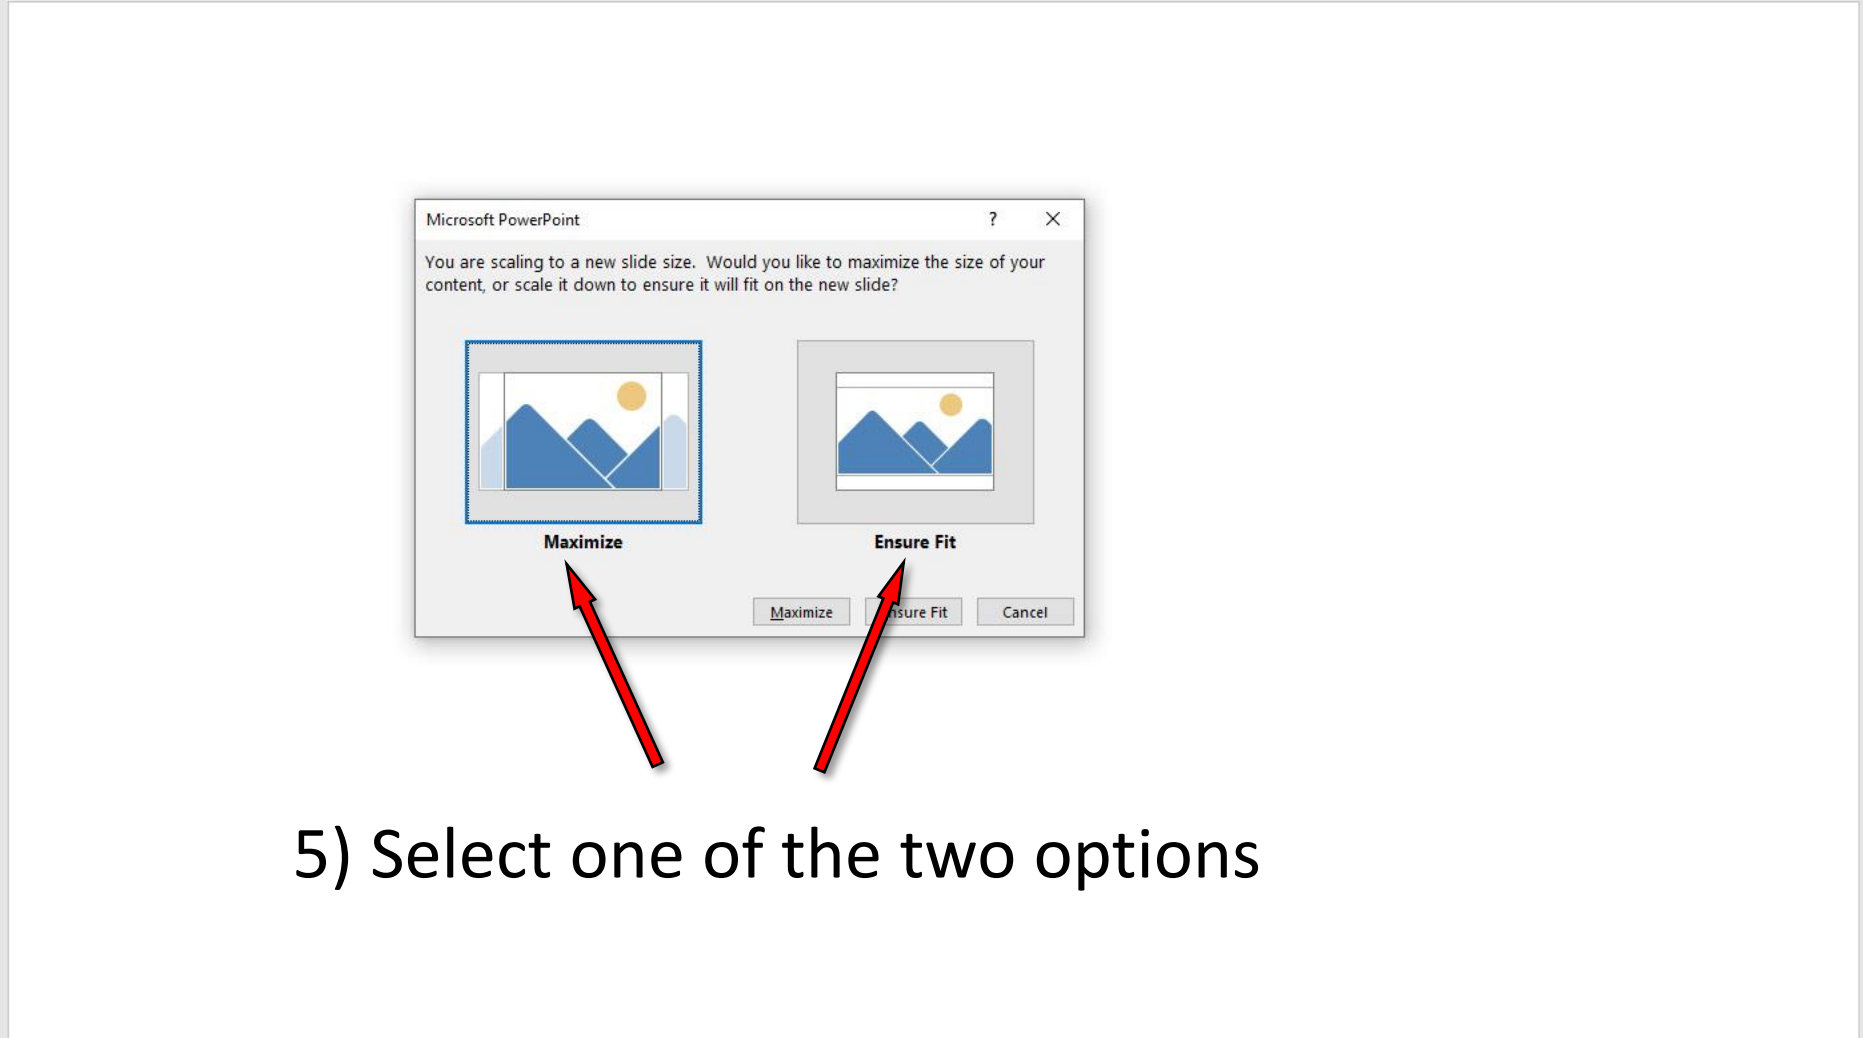 Microsoft PowerPoint ?
You are scaling to a new slide size. Would you like to maximize the size of your
content, or scale it down to ensure it will fit on the new slide?
Maximize Ensure Fit
Maximize nsure Fit Cancel
5) Select one of the two options